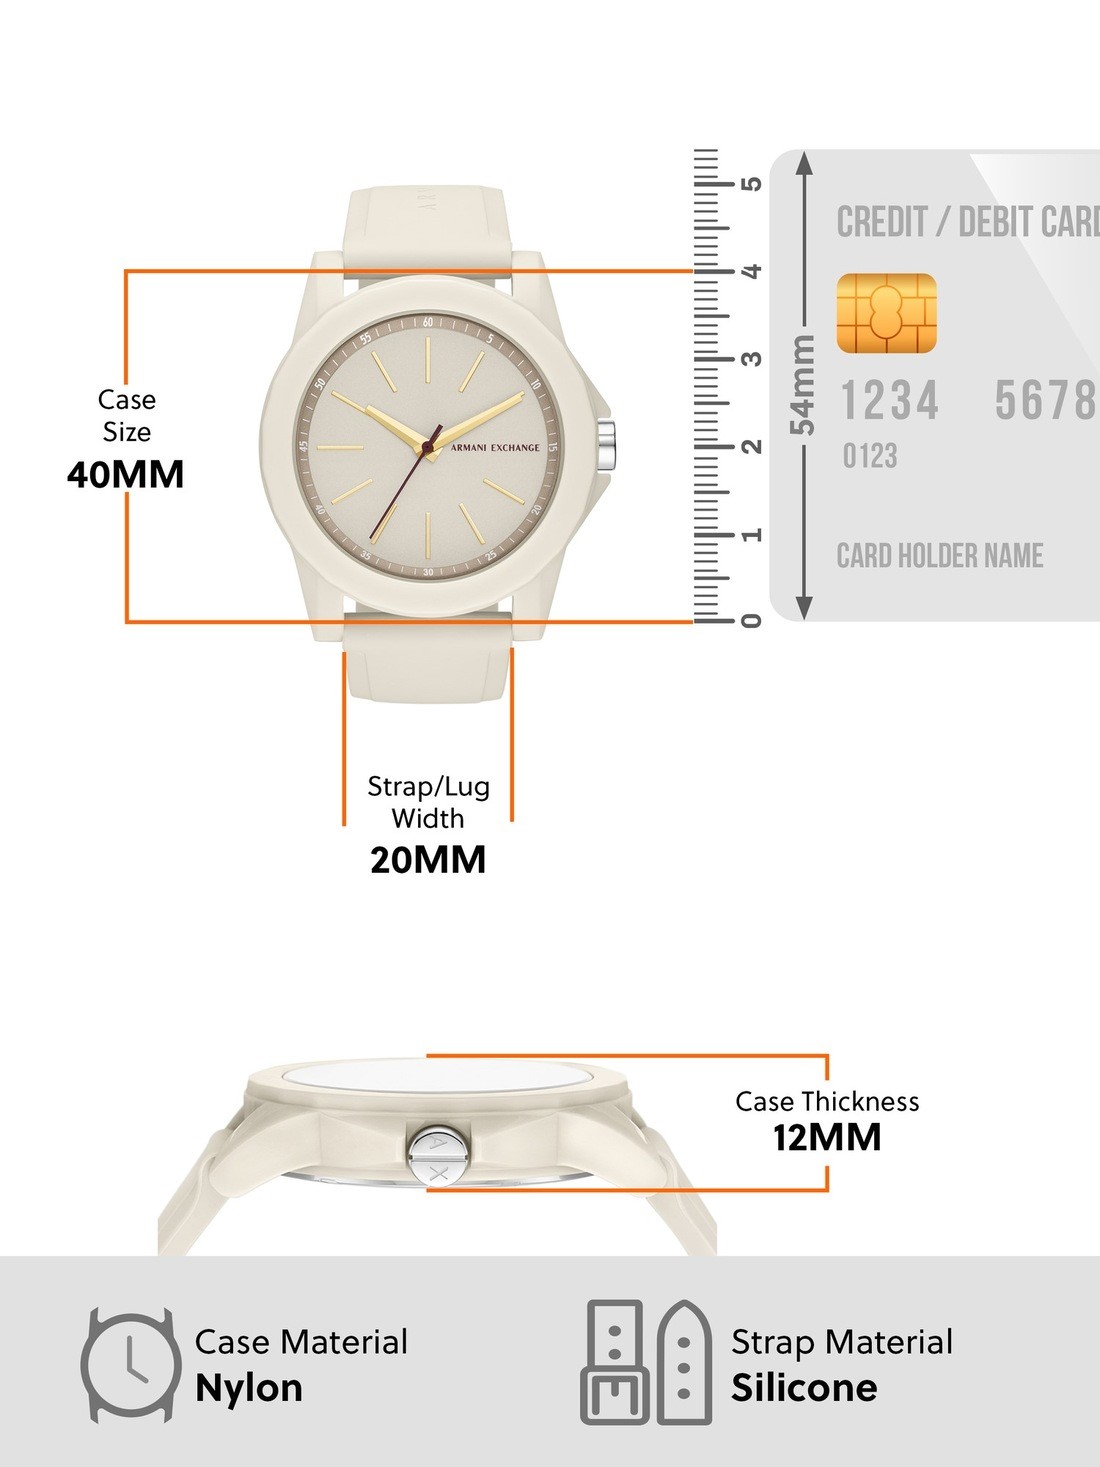 5
4
3
2
1
0
54mm
CREDIT / DEBIT CARD
1234 5678
0123
CARD HOLDER NAME
Case
Size
40MM
60
5
10
15
20
25
30
35
40
45
50
55
ARMANI EXCHANGE
Strap/Lug
Width
20MM
Case Thickness
12MM
A
X
Case Material
Nylon
Strap Material
Silicone